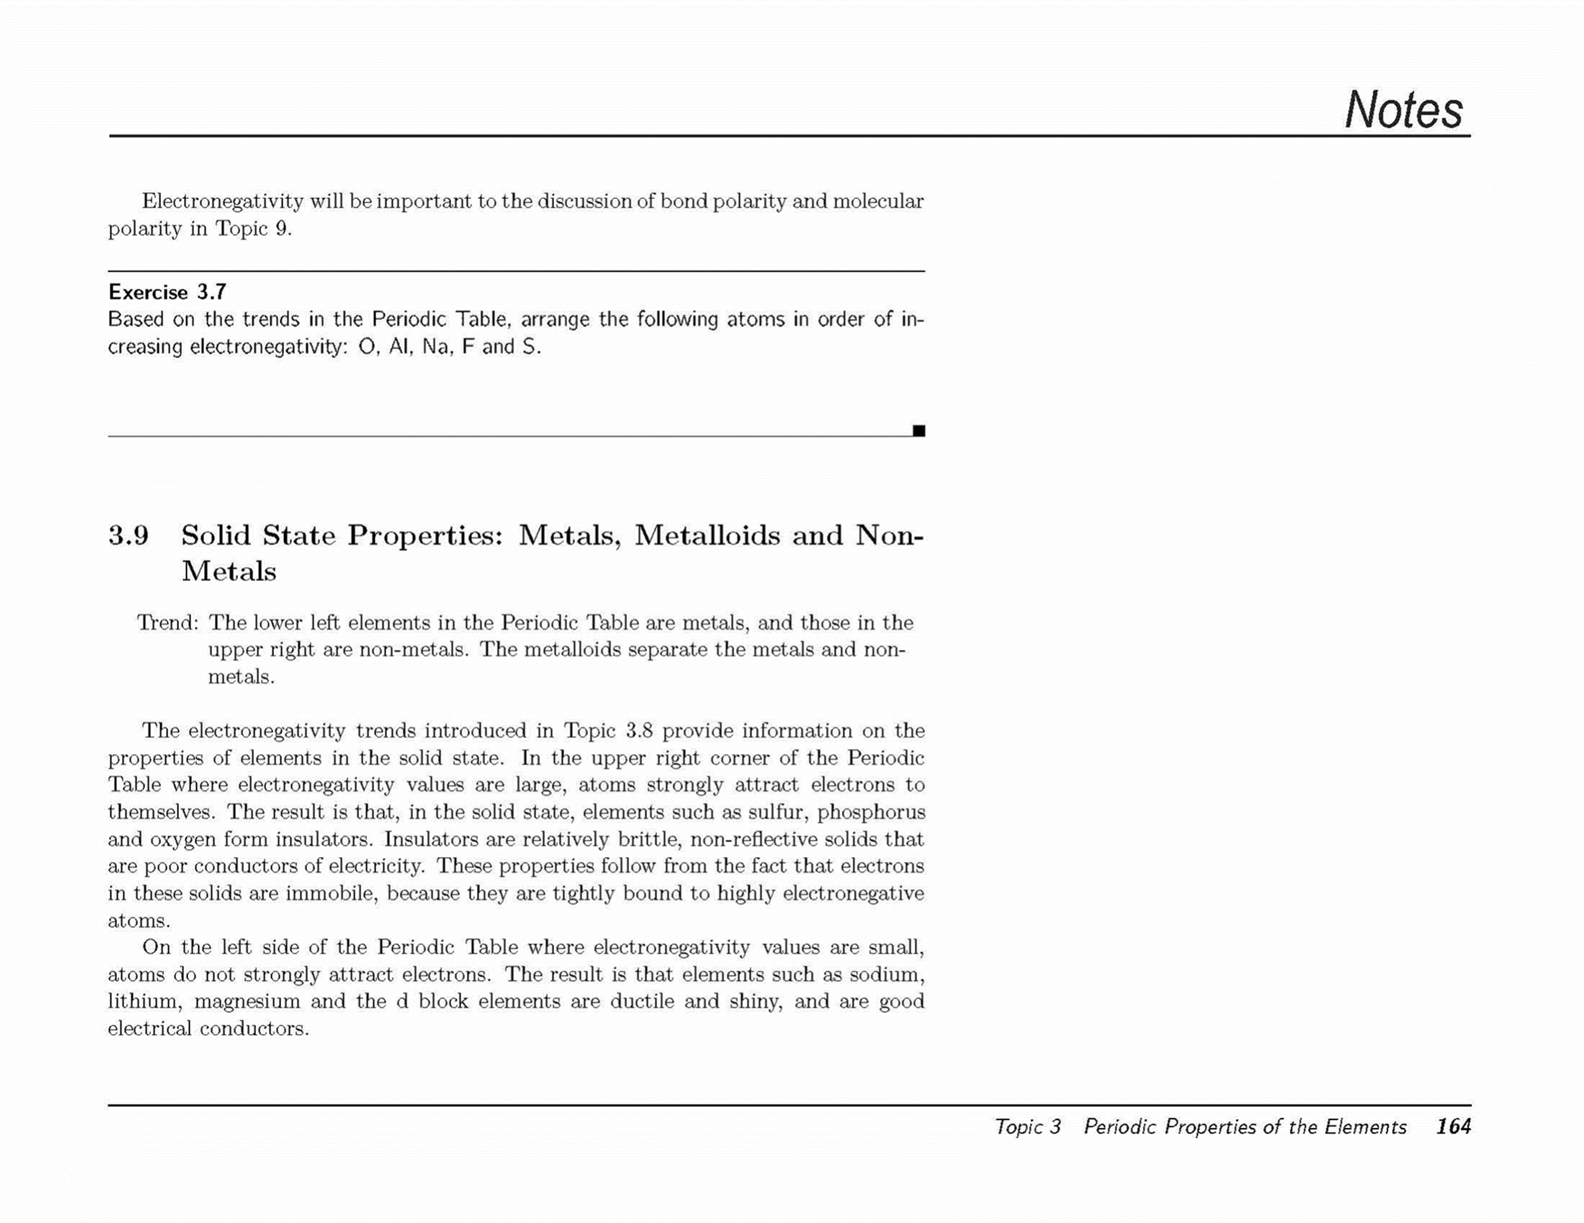 Notes
Electronegativity will be important to the discussion of bond polarity and molecular
polarity in Topic 9.
Exercise 3.7
Based on the trends in the Periodic Table, arrange the following atoms in order of in-
creasing electronegativity: O, Al, Na, F and S.
3.9 Solid State Properties: Metals, Metalloids and Non-
Metals
Trend: The lower left elements in the Periodic Table are metals, and those in the
upper right are non-metals. The metalloids separate the metals and non-
metals.
The electronegativity trends introduced in Topic 3.8 provide information on the
properties of elements in the solid state. In the upper right corner of the Periodic
Table where electronegativity values are large, atoms strongly attract electrons to
themselves. The result is that, in the solid state, elements such as sulfur, phosphorus
and oxygen form insulators. Insulators are relatively brittle, non-reflective solids that
are poor conductors of electricity. These properties follow from the fact that electrons
in these solids are immobile, because they are tightly bound to highly electronegative
atoms.
On the left side of the Periodic Table where electronegativity values are small,
atoms do not strongly attract electrons. The result is that elements such as sodium,
lithium, magnesium and the d block elements are ductile and shiny, and are good
electrical conductors.
Topic 3 Periodic Properties of the Elements 164